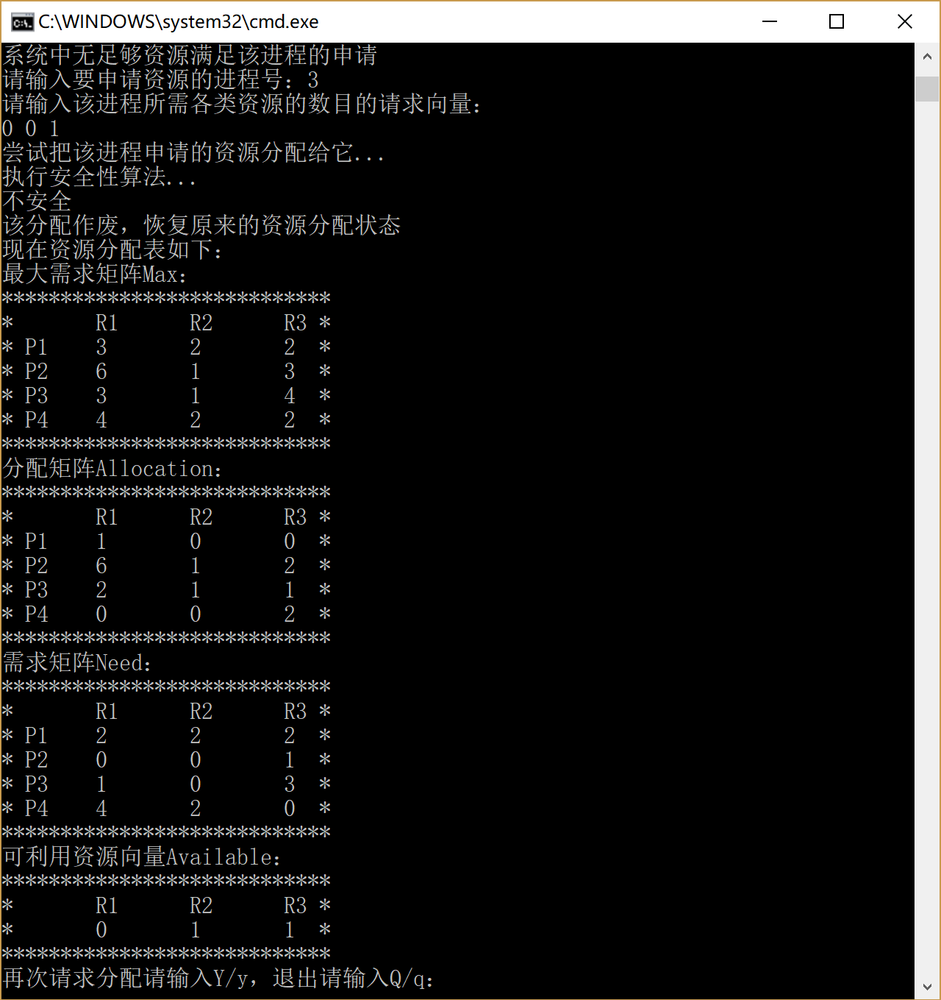 C:\WINDOWS\system32\cmd.exe
系统中无足够资源满足该进程的申请
请输入要申请资源的进程号：3
请输入该进程所需各类资源的数目的请求向量：
0 0 1
尝试把该进程申请的资源分配给它...
执行安全性算法...
不安全
该分配作废，恢复原来的资源分配状态
现在资源分配表如下：
最大需求矩阵Max：
****************************
*       R1      R2      R3 *
* P1    3       2       2  *
* P2    6       1       3  *
* P3    3       1       4  *
* P4    4       2       2  *
****************************
分配矩阵Allocation：
****************************
*       R1      R2      R3 *
* P1    1       0       0  *
* P2    6       1       2  *
* P3    2       1       1  *
* P4    0       0       2  *
****************************
需求矩阵Need：
****************************
*       R1      R2      R3 *
* P1    2       2       2  *
* P2    0       0       1  *
* P3    1       0       3  *
* P4    4       2       0  *
****************************
可利用资源向量Available：
****************************
*       R1      R2      R3 *
*       0       1       1  *
****************************
再次请求分配请输入Y/y，退出请输入Q/q：